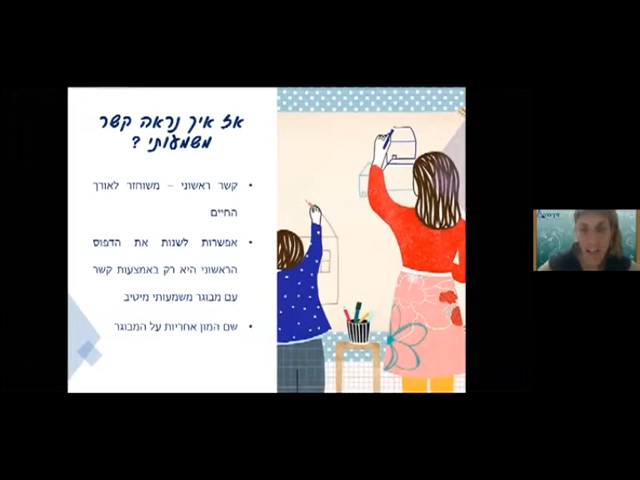 אז איך נראה קשר
משמעותי ?
• קשר ראשוני – משוחזר לאורך
החיים
• אפשרות לשנות את הדפוס
הראשוני היא רק באמצעות קשר
עם מבוגר משמעותי מיטיב
• שם המון אחריות על המבוגר